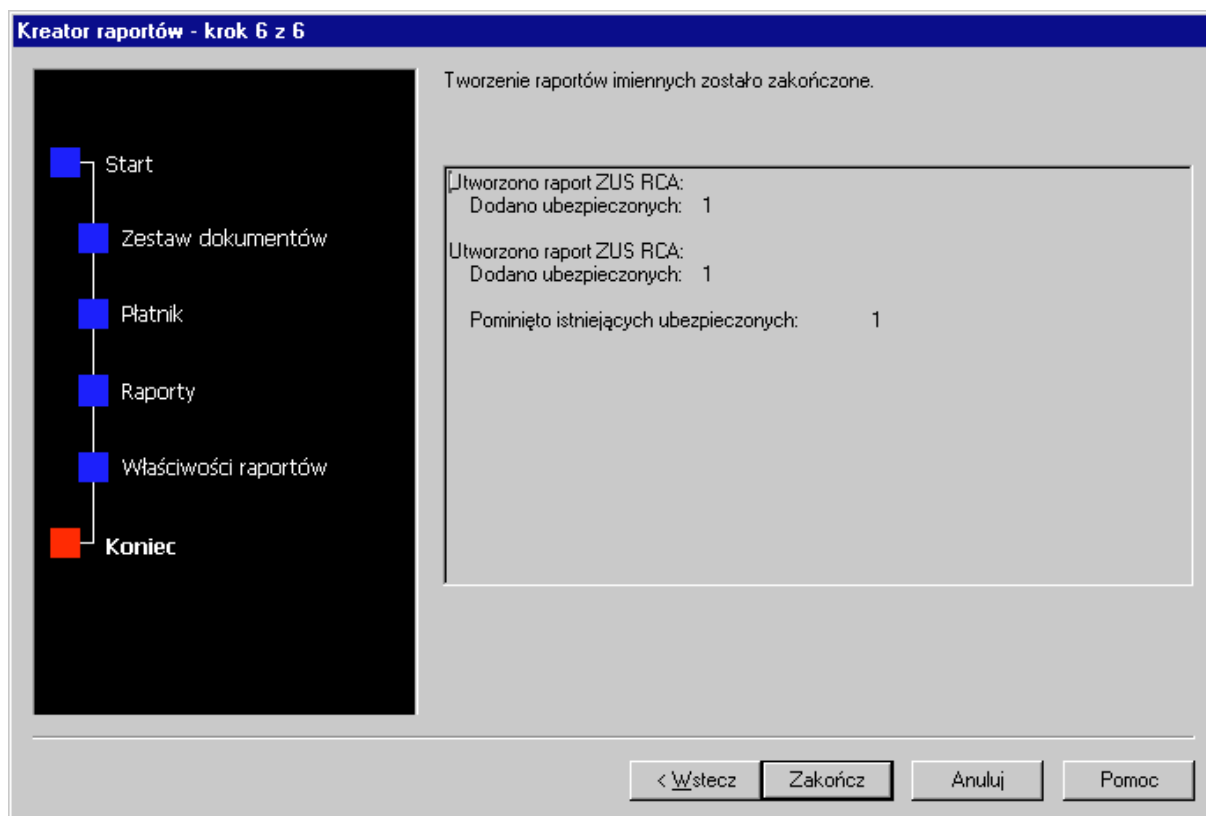 Kreator raportów - krok 6 z 6
Start
Zestaw dokumentów
Płatnik
Raporty
Właściwości raportów
Koniec
Tworzenie raportów imiennych zostało zakończone.
Utworzono raport ZUS RCA:
Dodano ubezpieczonych: 1
Utworzono raport ZUS RCA:
Dodano ubezpieczonych: 1
Pominięto istniejących ubezpieczonych: 1
< Wstecz
Zakończ
Anuluj
Pomoc